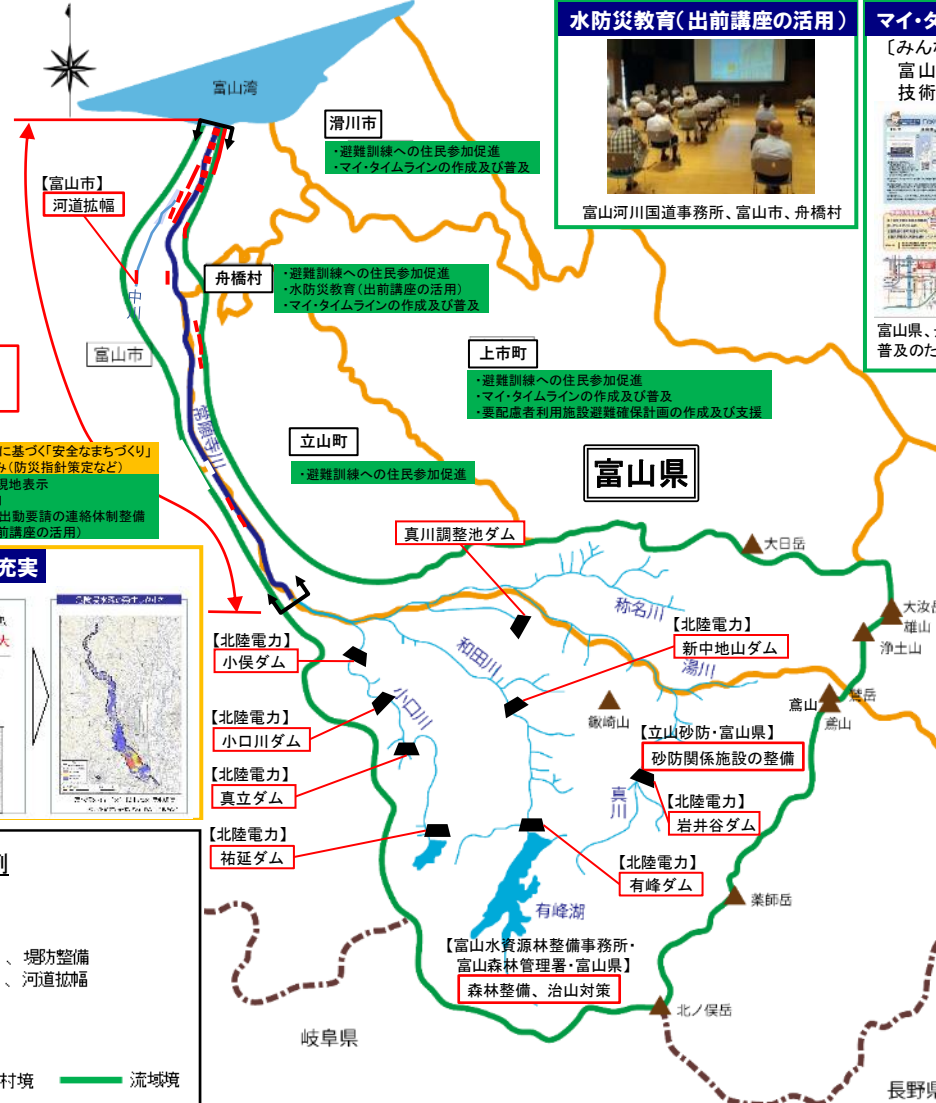 水防災教育(出前講座の活用)
富山河川国道事務所、富山市、舟橋村
マイ・タ
〔みんな
富山
技術
富山県、
普及のた
富山湾
滑川市
・避難訓練への住民参加促進
・マイ・タイムラインの作成及び普及
【富山市】
河道拡幅
中川
舟橋村
・避難訓練への住民参加促進
・水防災教育(出前講座の活用)
・マイ・タイムラインの作成及び普及
富山市
上市町
・避難訓練への住民参加促進
・マイ・タイムラインの作成及び普及
・要配慮者利用施設避難確保計画の作成及び支援
常願寺川
立山町
・避難訓練への住民参加促進
富山県
に基づく「安全なまちづくり」
み(防災指針策定など)
現地表示
出動要請の連絡体制整備
前講座の活用)
充実
真川調整池ダム
大日岳
称名川
大汝岳
雄山
浄土山
【北陸電力】
小俣ダム
和田川
【北陸電力】
新中地山ダム
湯川
小口川
【北陸電力】
小口川ダム
鍬崎山
鳶山
鷲岳
鳶山
【立山砂防・富山県】
砂防関係施設の整備
【北陸電力】
真立ダム
真川
【北陸電力】
岩井谷ダム
【北陸電力】
祐延ダム
【北陸電力】
有峰ダム
有峰湖
薬師岳
【富山水資源林整備事務所・
富山森林管理署・富山県】
森林整備、治山対策
北ノ俣岳
岐阜県
長野県
例
、堤防整備
、河道拡幅
村境
流域境